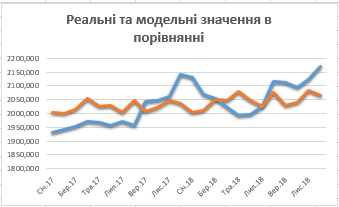 Реальні та модельні значення в
порівнянні
2200,000
2150,000
2100,000
2050,000
2000,000
1950,000
1900,000
1850,000
1800,000
Січ.17
Бер.17
Тра.17
Лип.17
Вер.17
Лис.17
Січ.18
Бер.18
Тра.18
Лип.18
Вер.18
Лис.18